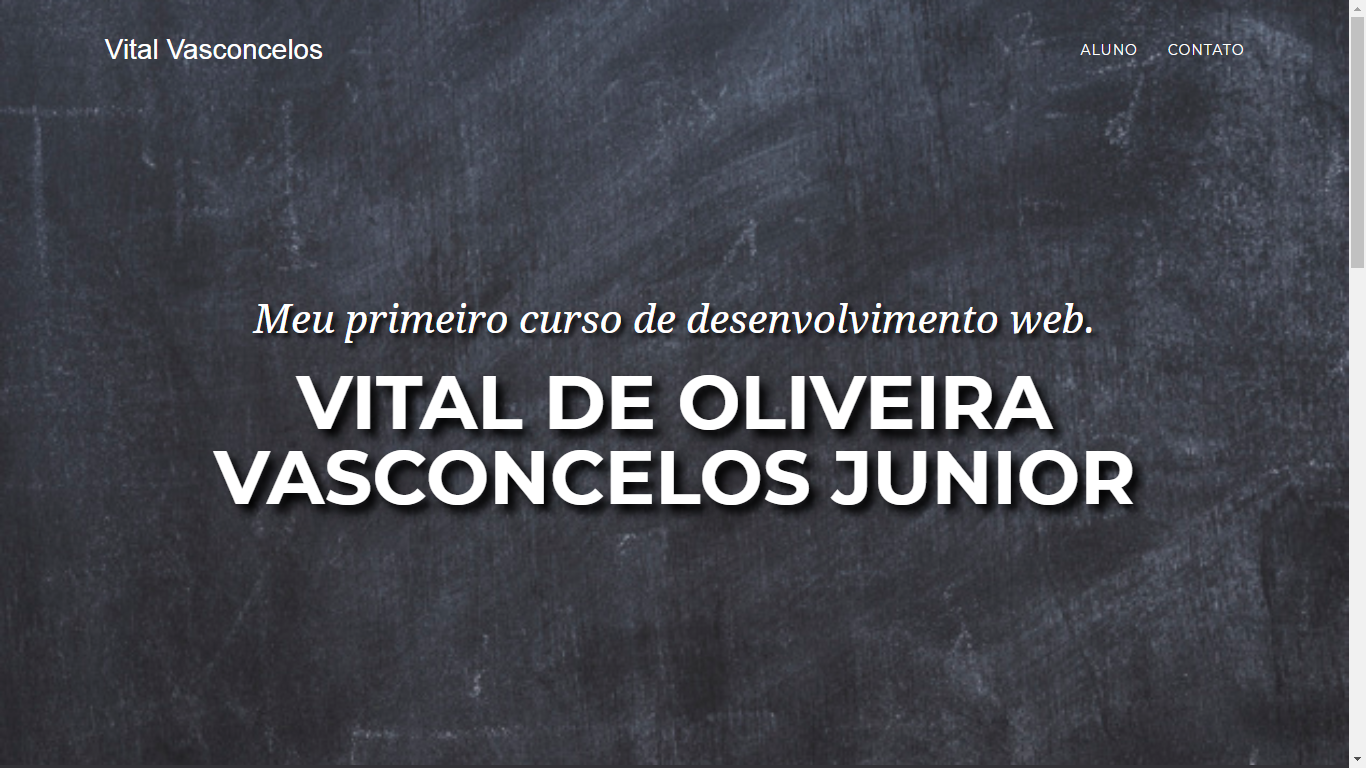 Vital Vasconcelos
ALUNO CONTATO
Meu primeiro curso de desenvolvimento web.
VITAL DE OLIVEIRA
VASCONCELOS JUNIOR